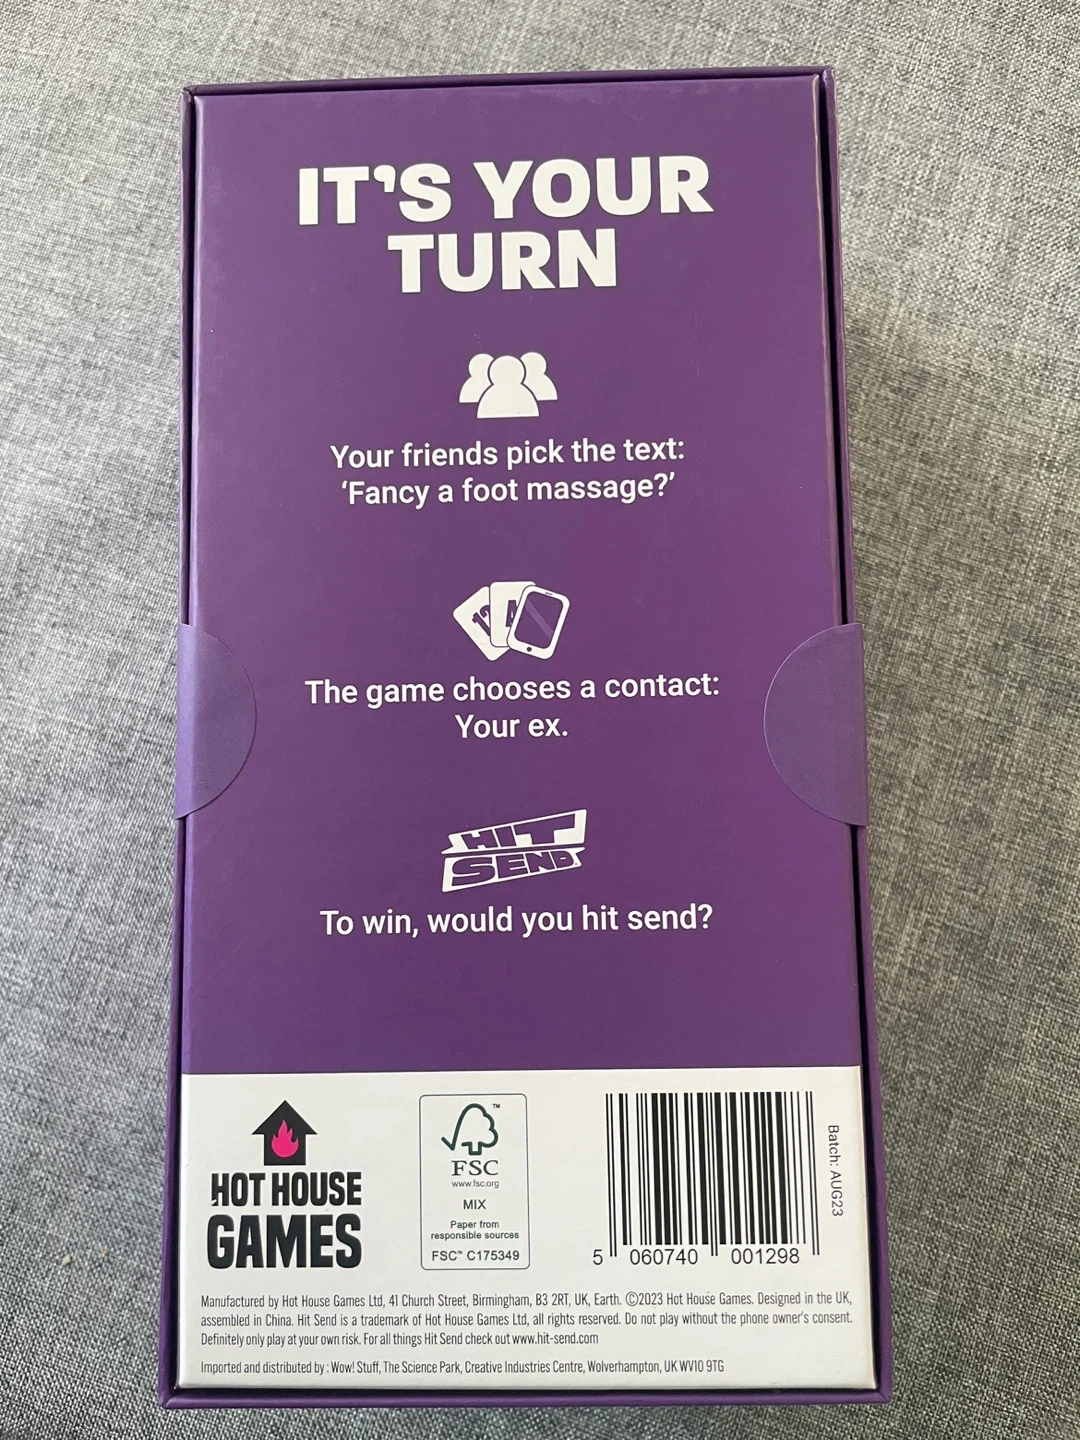 IT'S YOUR
TURN
Your friends pick the text:
'Fancy a foot massage?'
12 A
The game chooses a contact:
Your ex.
HIT
SEND
To win, would you hit send?
HOT HOUSE
GAMES
FSC
www.fsc.org
MIX
Paper from
responsible sources
FSC™ C175349
5 060740 001298
Batch: AUG23
Manufactured by Hot House Games Ltd, 41 Church Street, Birmingham, B3 2RT, UK, Earth. ©2023 Hot House Games. Designed in the UK,
assembled in China. Hit Send is a trademark of Hot House Games Ltd, all rights reserved. Do not play without the phone owner's consent.
Definitely only play at your own risk. For all things Hit Send check out www.hit-send.com
Imported and distributed by : Wow! Stuff, The Science Park, Creative Industries Centre, Wolverhampton, UK WV10 9TG